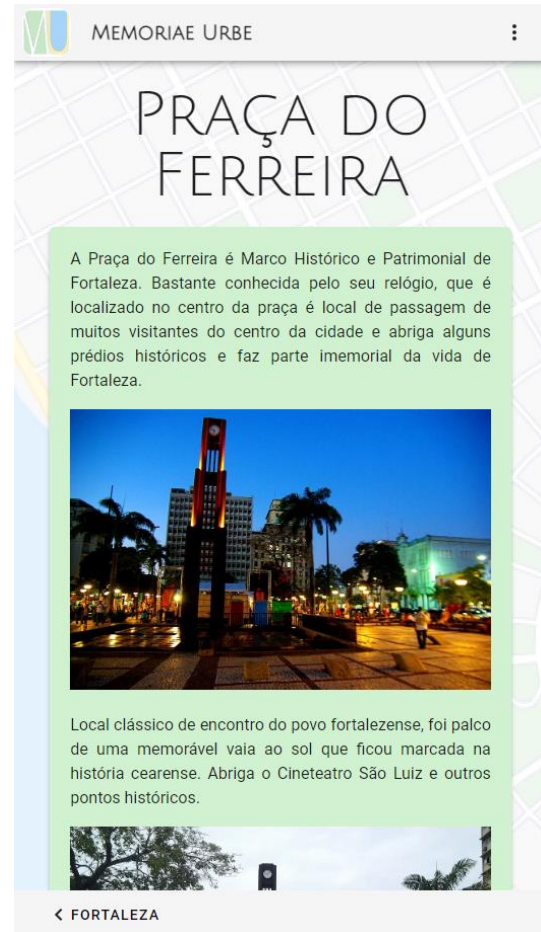 MEMORIAE URBE
PRAÇA DO
FERREIRA
A Praça do Ferreira é Marco Histórico e Patrimonial de
Fortaleza. Bastante conhecida pelo seu relógio, que é
localizado no centro da praça é local de passagem de
muitos visitantes do centro da cidade e abriga alguns
prédios históricos e faz parte imemorial da vida de
Fortaleza.
Local clássico de encontro do povo fortalezense, foi palco
de uma memorável vaia ao sol que ficou marcada na
história cearense. Abriga o Cineteatro São Luiz e outros
pontos históricos.
FORTALEZA